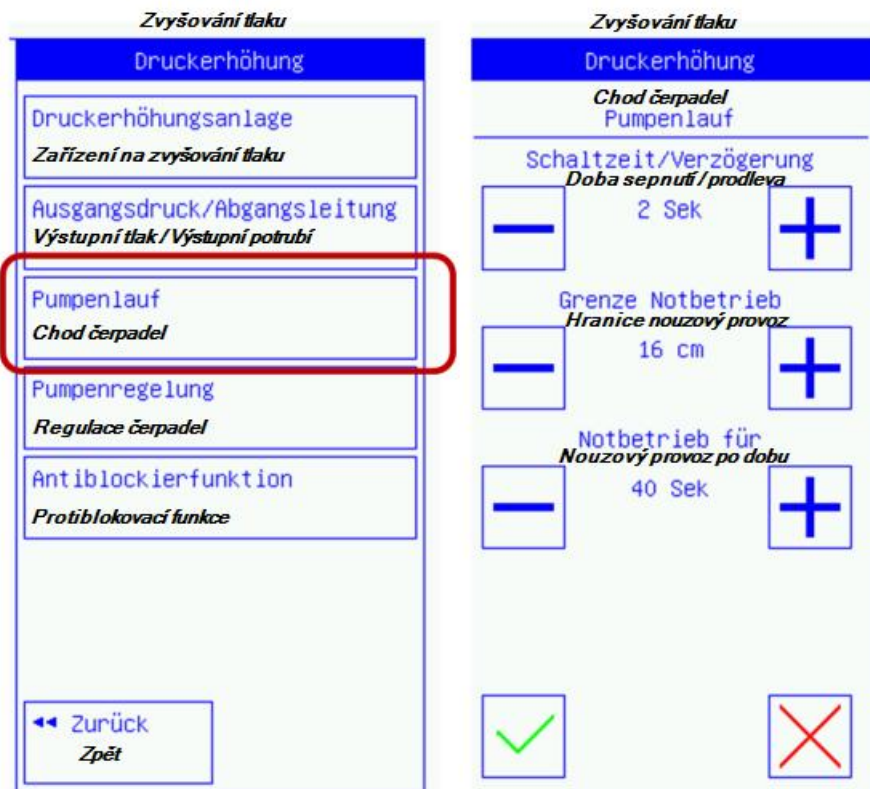 Zvyšování tlaku
Druckerhöhung
Druckerhöhungsanlage
Zařízení na zvyšování tlaku
Ausgangsdruck/Abgangsleitung
Výstupní tlak / Výstupní potrubí
Pumpenlauf
Chod čerpadel
Pumpenregelung
Regulace čerpadel
Antiblockierfunktion
Protiblokovací funkce
◄◄ Zurück
Zpět
Zvyšování tlaku
Druckerhöhung
Chod čerpadel
Pumpenlauf
Schaltzeit/Verzögerung
Doba sepnutí / prodleva
2 Sek
Grenze Notbetrieb
Hranice nouzový provoz
16 cm
Notbetrieb für
Nouzový provoz po dobu
40 Sek